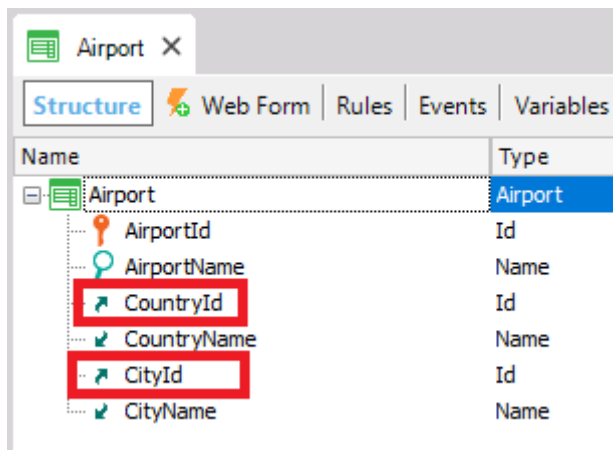 Airport
Structure Web Form Rules Events Variables
Name Type
Airport Airport
AirportId Id
AirportName Name
CountryId Id
CountryName Name
CityId Id
CityName Name